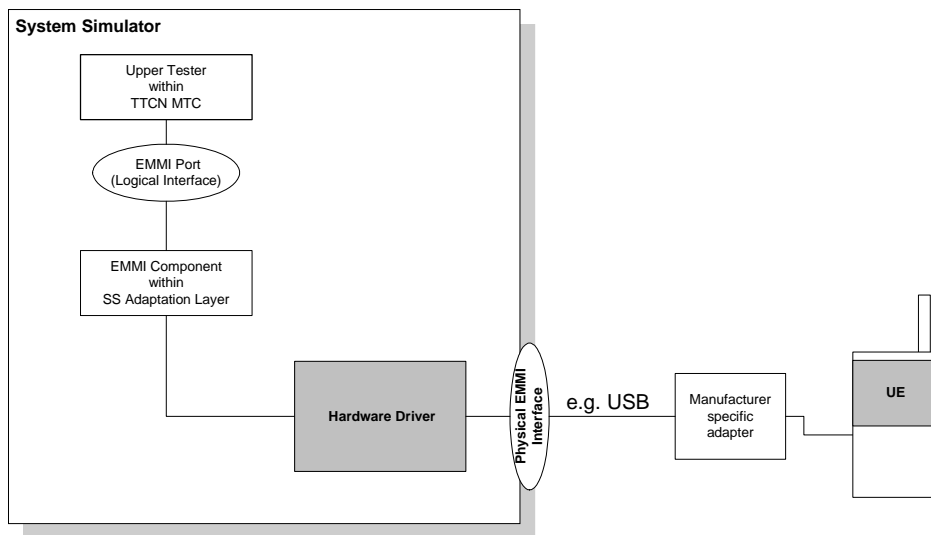 System Simulator
Upper Tester
within
TTCN MTC
EMMI Port
(Logical Interface)
EMMI Component
within
SS Adaptation Layer
Hardware Driver
Physical EMMI
Interface
e.g. USB
Manufacturer
specific
adapter
UE